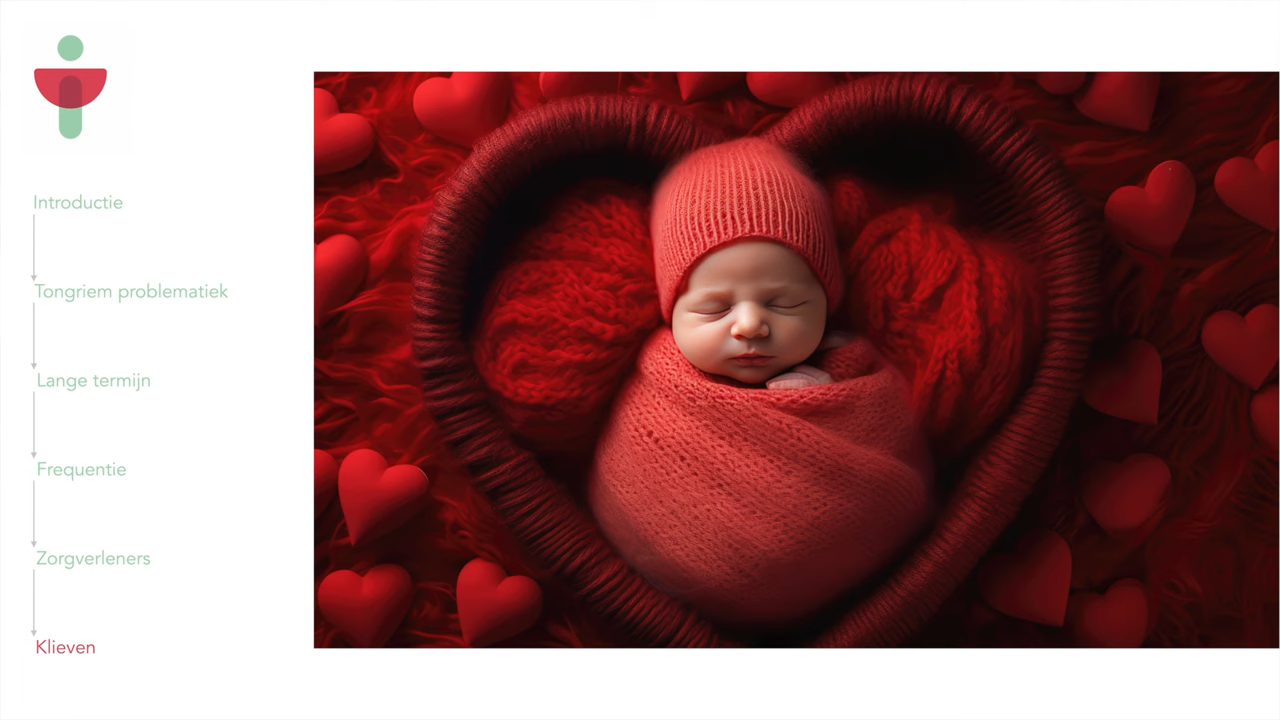 Introductie
Tongriem problematiek
Lange termijn
Frequentie
Zorgverleners
Klieven